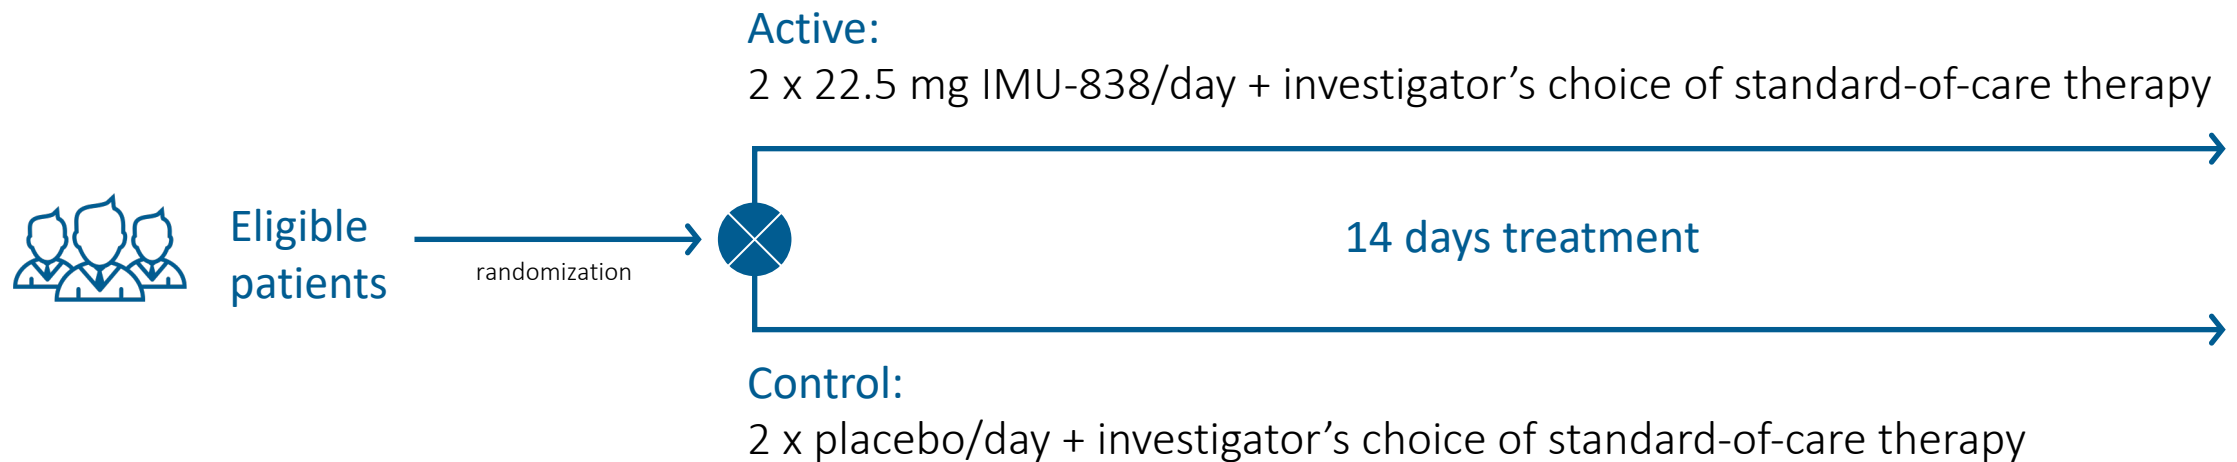 Active:
2 x 22.5 mg IMU-838/day + investigator’s choice of standard-of-care therapy
Eligible
patients
randomization
14 days treatment
Control:
2 x placebo/day + investigator’s choice of standard-of-care therapy